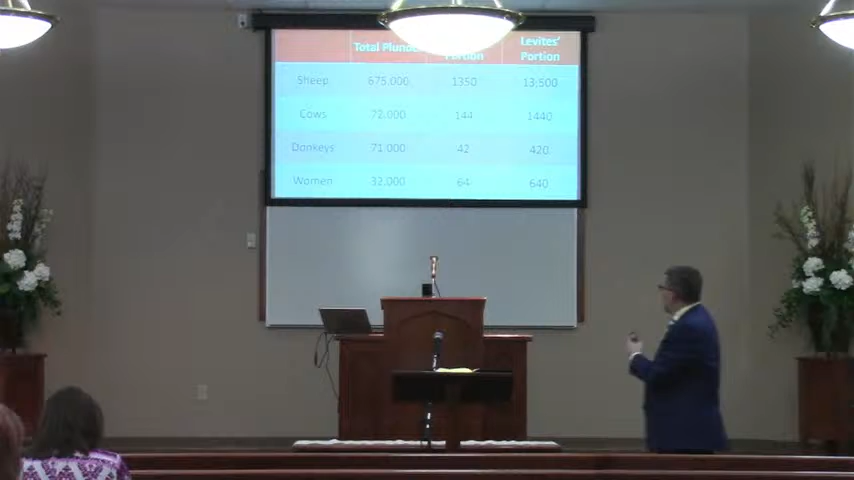 Total Plunder Portion Levites' Portion
Sheep 675,000 1350 13,500
Cows 72,000 144 1440
Donkeys 71,000 42 420
Women 32,000 64 640